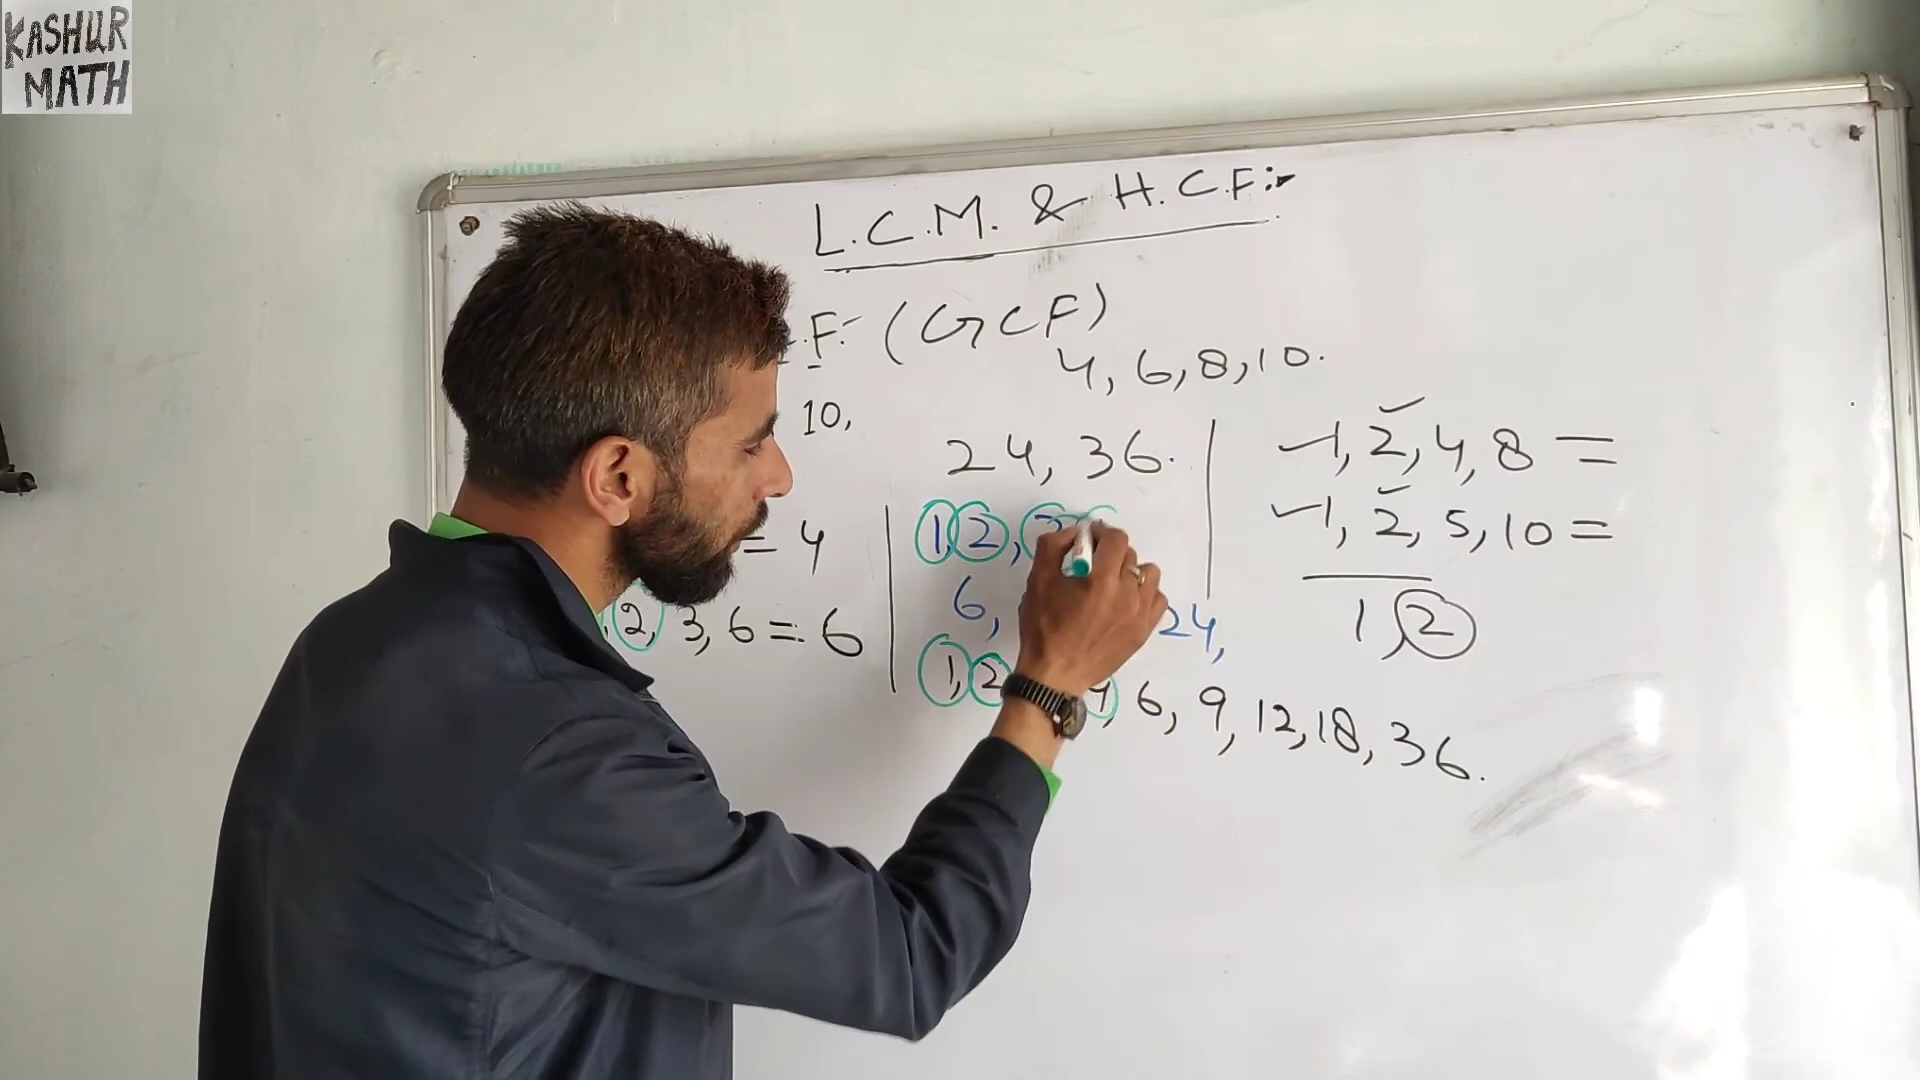 KASHUR
MATH
L.C.M. & H.C.F:-
.F:- (GCF)
4, 6, 8, 10.
10,
24, 36.
1, 2, 4, 8 =
1, 2, 5, 10 =
1, 2
= 4
2, 3, 6 = 6
1, 2,
6, 24,
1, 2 4, 6, 9, 12, 18, 36.